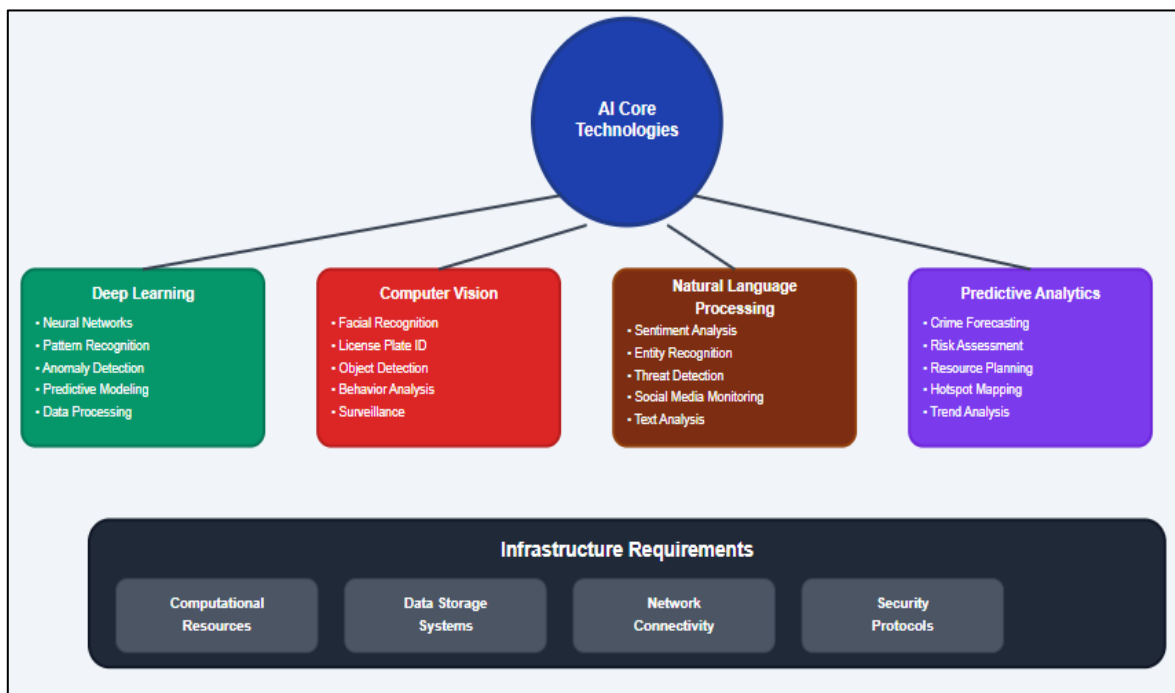 AI Core
Technologies
Deep Learning
▪ Neural Networks
▪ Pattern Recognition
▪ Anomaly Detection
▪ Predictive Modeling
▪ Data Processing
Computer Vision
▪ Facial Recognition
▪ License Plate ID
▪ Object Detection
▪ Behavior Analysis
▪ Surveillance
Natural Language
Processing
▪ Sentiment Analysis
▪ Entity Recognition
▪ Threat Detection
▪ Social Media Monitoring
▪ Text Analysis
Predictive Analytics
▪ Crime Forecasting
▪ Risk Assessment
▪ Resource Planning
▪ Hotspot Mapping
▪ Trend Analysis
Infrastructure Requirements
Computational
Resources
Data Storage
Systems
Network
Connectivity
Security
Protocols